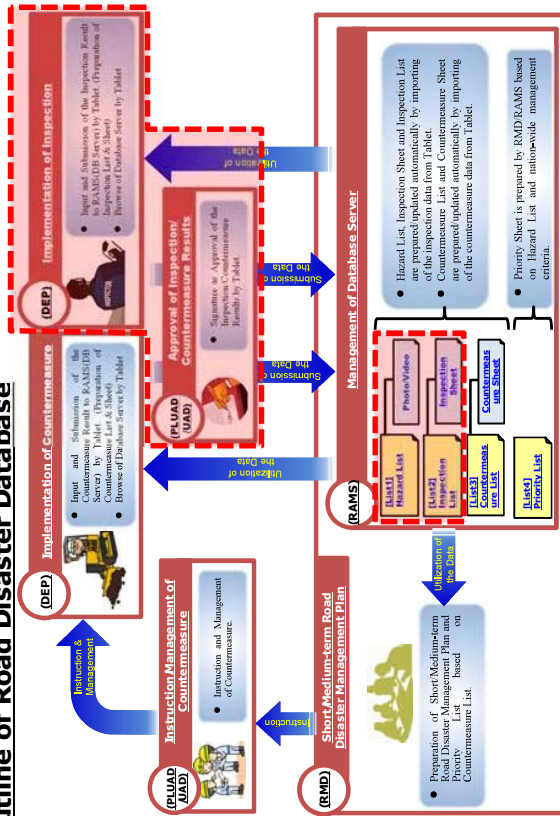 utline of Road Disaster Database
(DEP)
Implementation of Countermeasure
● Input and Submission of the
Countermeasure Result to RAMS(DB
Server) by Tablet. (Preparation of
Countermeasure List & Sheet)
● Browse of Database Server by Tablet
(DEP)
Implementation of Inspection
● Input and Submission of the Inspection Result
to RAMS(DB Server) by Tablet. (Preparation of
Inspection List & Sheet)
● Browse of Database Server by Tablet
Instruction &
Management
(PLUAD
/UAD)
Instruction/Management of
Countermeasure
● Instruction and Management
of Countermeasure.
(PLUAD
/UAD)
Approval of Inspection/
Countermeasure Results
● Signature as Approval of the
Inspection/Countermeasure
Results by Tablet.
Instruction
Utilization of
the Data
Submission of
the Data
Submission of
the Data
Utilization of
the Data
(RMD)
Short/Medium-term Road
Disaster Management Plan
● Preparation of Short/Medium-term
Road Disaster Management Plan and
Priority List based on
Countermeasure List.
Utilization of
the Data
(RAMS)
Management of Database Server
[List1]
Hazard List
Photo/Video
[List2]
Inspection
List
Inspection
Sheet
[List3]
Countermeas
ure List
Countermeas
ure Sheet
[List4]
Priority List
● Hazard List, Inspection Sheet and Inspection List
are prepared/updated automatically by importing
of the inspection data from Tablet.
● Countermeasure List and Countermeasure Sheet
are prepared/updated automatically by importing
of the countermeasure data from Tablet.
● Priority Sheet is prepared by RMD/RAMS based
on Hazard List and nation-wide management
criteria.